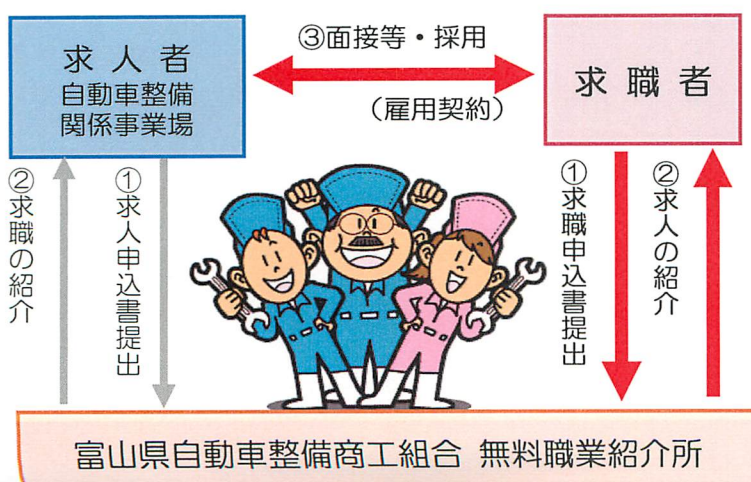 求人者
自動車整備
関係事業場
③面接等・採用
(雇用契約)
求職者
②求職の紹介
①求人申込書提出
①求職申込書提出
②求人の紹介
富山県自動車整備商工組合 無料職業紹介所